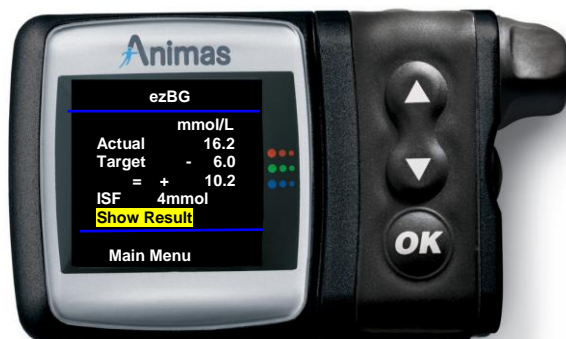 Animas
ezBG
mmol/L
Actual 16.2
Target - 6.0
= + 10.2
ISF 4mmol
Show Result
Main Menu
OK